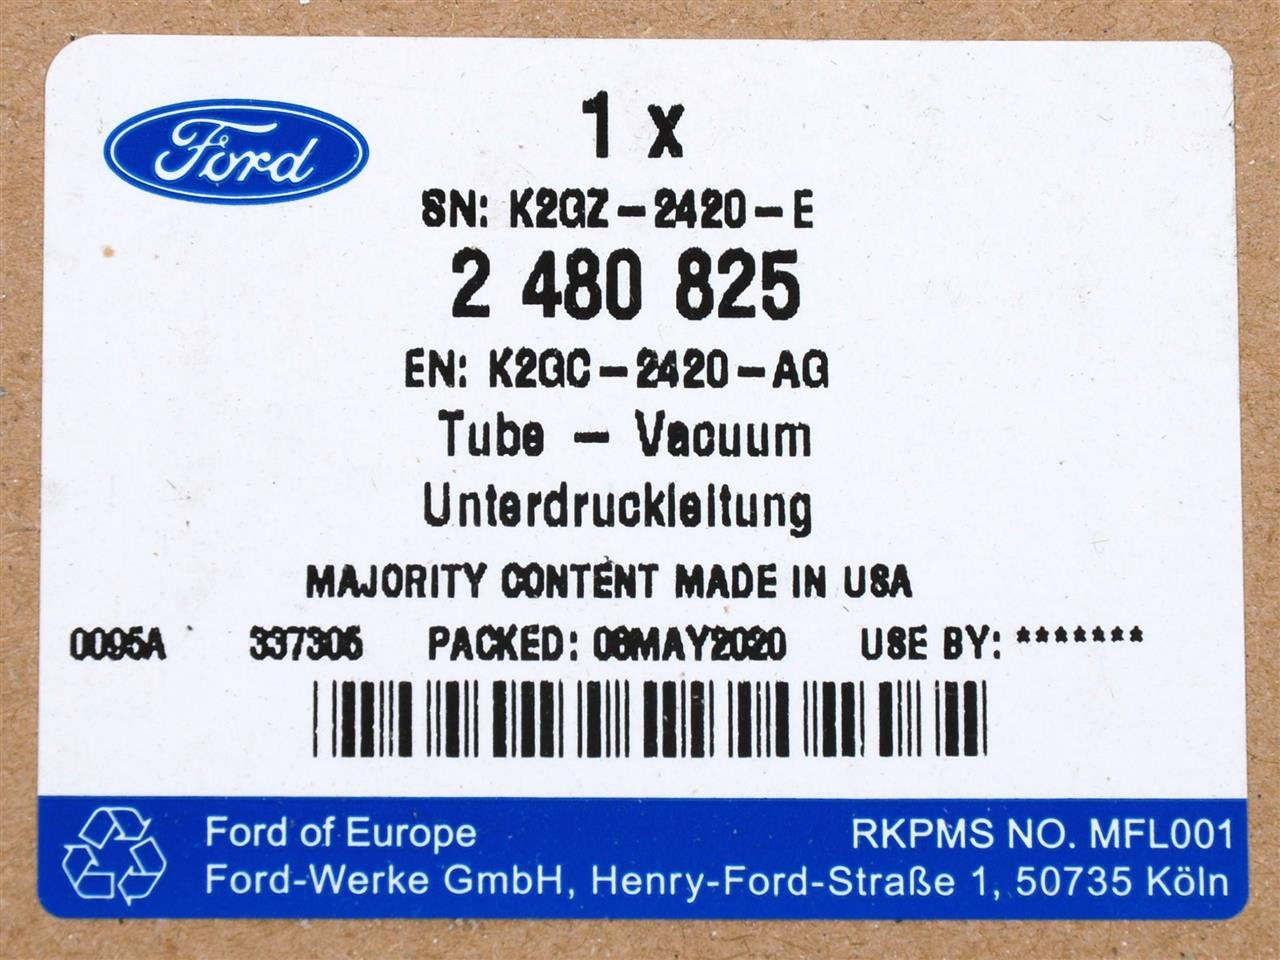 Ford
1 x
SN: K2GZ-2420-E
2 480 825
EN: K2GC-2420-AG
Tube - Vacuum
Unterdruckleitung
MAJORITY CONTENT MADE IN USA
0095A 337305 PACKED: 06MAY2020 USE BY: *******
Ford of Europe RKPMS NO. MFL001
Ford-Werke GmbH, Henry-Ford-Straße 1, 50735 Köln